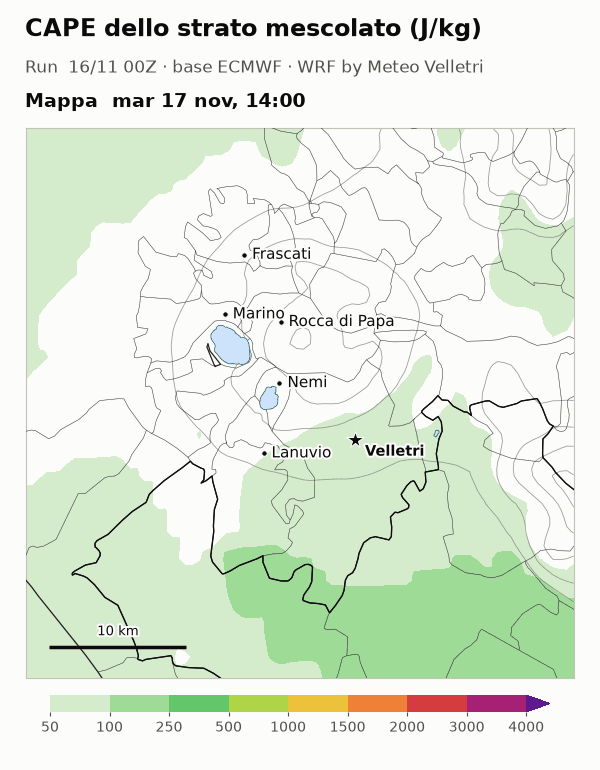 CAPE dello strato mescolato (J/kg)
Run  16/11 00Z · base ECMWF · WRF by Meteo Velletri
Mappa  mar 17 nov, 14:00
Frascati
Marino
Rocca di Papa
Nemi
Velletri
Lanuvio
10 km
50 100 250 500 1000 1500 2000 3000 4000